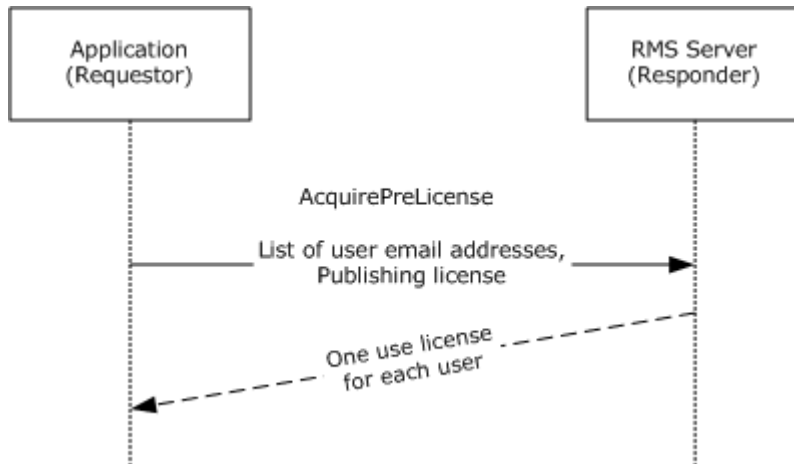 Application
(Requestor)
RMS Server
(Responder)
AcquirePreLicense
List of user email addresses,
Publishing license
One use license
for each user